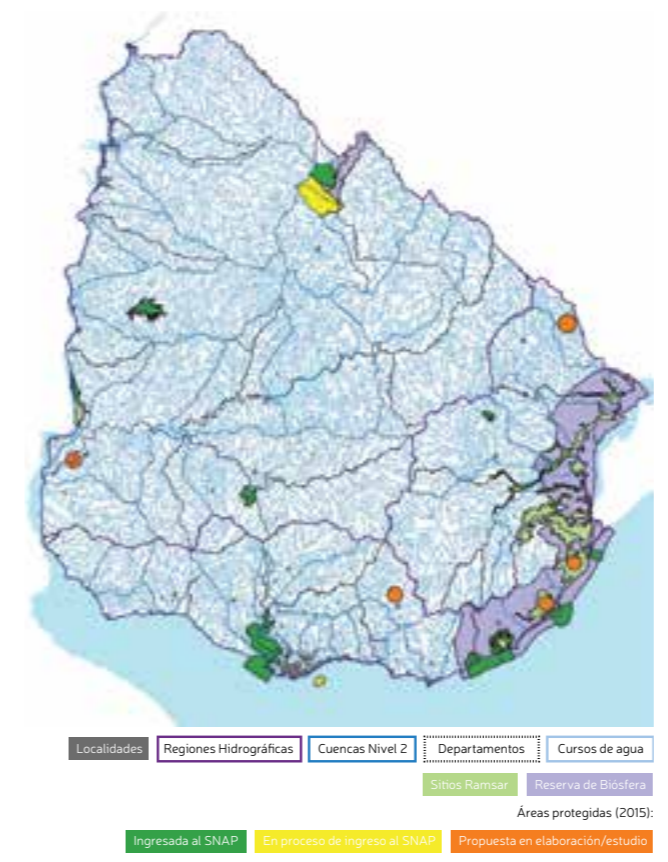 Localidades Regiones Hidrográficas Cuencas Nivel 2 Departamentos Cursos de agua
Sitios Ramsar Reserva de Biósfera
Áreas protegidas (2015):
Ingresada al SNAP En proceso de ingreso al SNAP Propuesta en elaboración/estudio